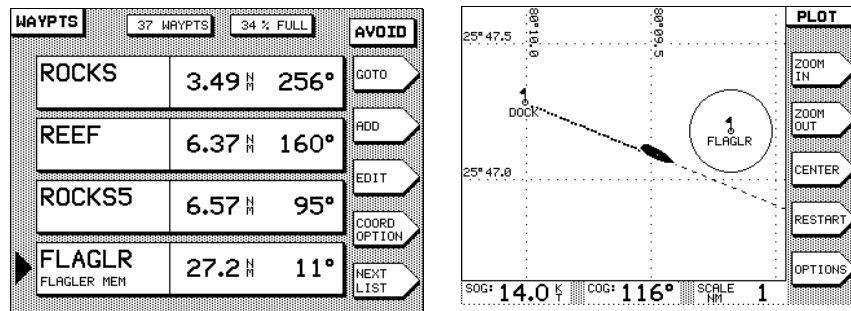 WAYPTS
37 WAYPTS
34 % FULL
AVOID
ROCKS 3.49 NM 256°
GOTO
REEF 6.37 NM 160°
ADD
EDIT
ROCKS5 6.57 NM 95°
COORD
OPTION
FLAGLR 27.2 NM 11°
FLAGLER MEM
NEXT
LIST
PLOT
80°10.0
80°09.5
25°47.5
ZOOM
IN
DOCK
ZOOM
OUT
FLAGLR
25°47.0
CENTER
RESTART
OPTIONS
SOG: 14.0 KT COG: 116° SCALE NM 1